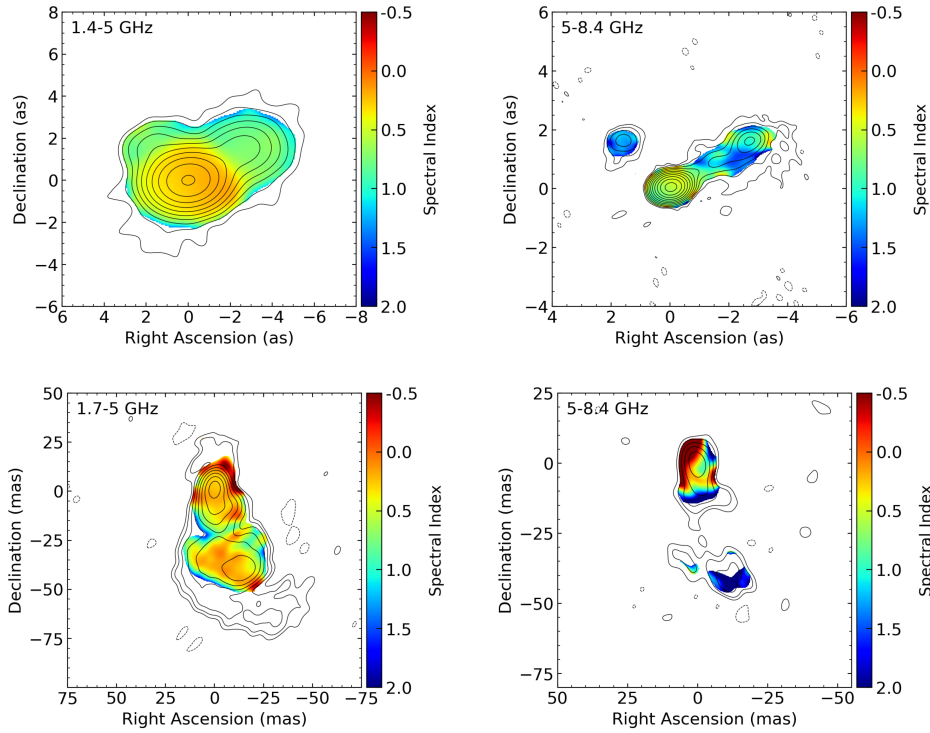 1.4-5 GHz
8
6
4
2
0
−2
−4
−6
6 4 2 0 −2 −4 −6 −8
Declination (as)
Right Ascension (as)
-0.5
0.0
0.5
1.0
1.5
2.0
Spectral Index
5-8.4 GHz
6
4
2
0
−2
−4
4 2 0 −2 −4 −6
Declination (as)
Right Ascension (as)
-0.5
0.0
0.5
1.0
1.5
2.0
Spectral Index
1.7-5 GHz
50
25
0
−25
−50
−75
75 50 25 0 −25 −50 −75
Declination (mas)
Right Ascension (mas)
-0.5
0.0
0.5
1.0
1.5
2.0
Spectral Index
5-8.4 GHz
25
0
−25
−50
−75
50 25 0 −25 −50
Declination (mas)
Right Ascension (mas)
-0.5
0.0
0.5
1.0
1.5
2.0
Spectral Index